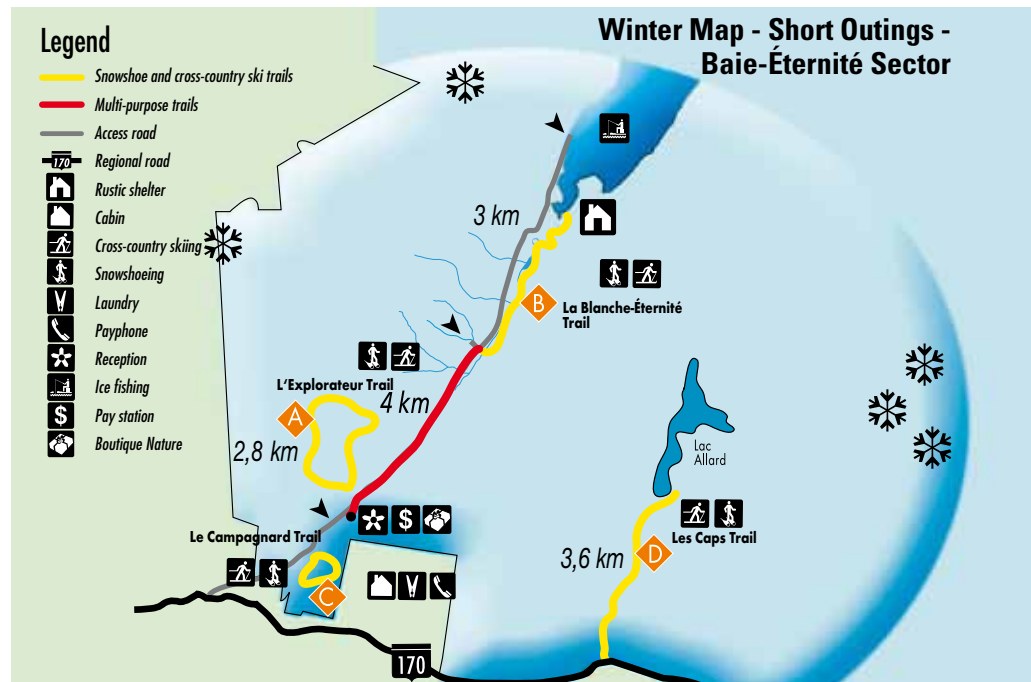 Legend
Snowshoe and cross-country ski trails
Multi-purpose trails
Access road
170 Regional road
Rustic shelter
Cabin
Cross-country skiing
Snowshoeing
Laundry
Payphone
Reception
Ice fishing
$ Pay station
Boutique Nature
Winter Map - Short Outings -
Baie-Éternité Sector
3 km
B
La Blanche-Éternité
Trail
L'Explorateur Trail
4 km
A
2,8 km
Lac
Allard
$
Le Campagnard Trail
Les Caps Trail
D
3,6 km
C
170